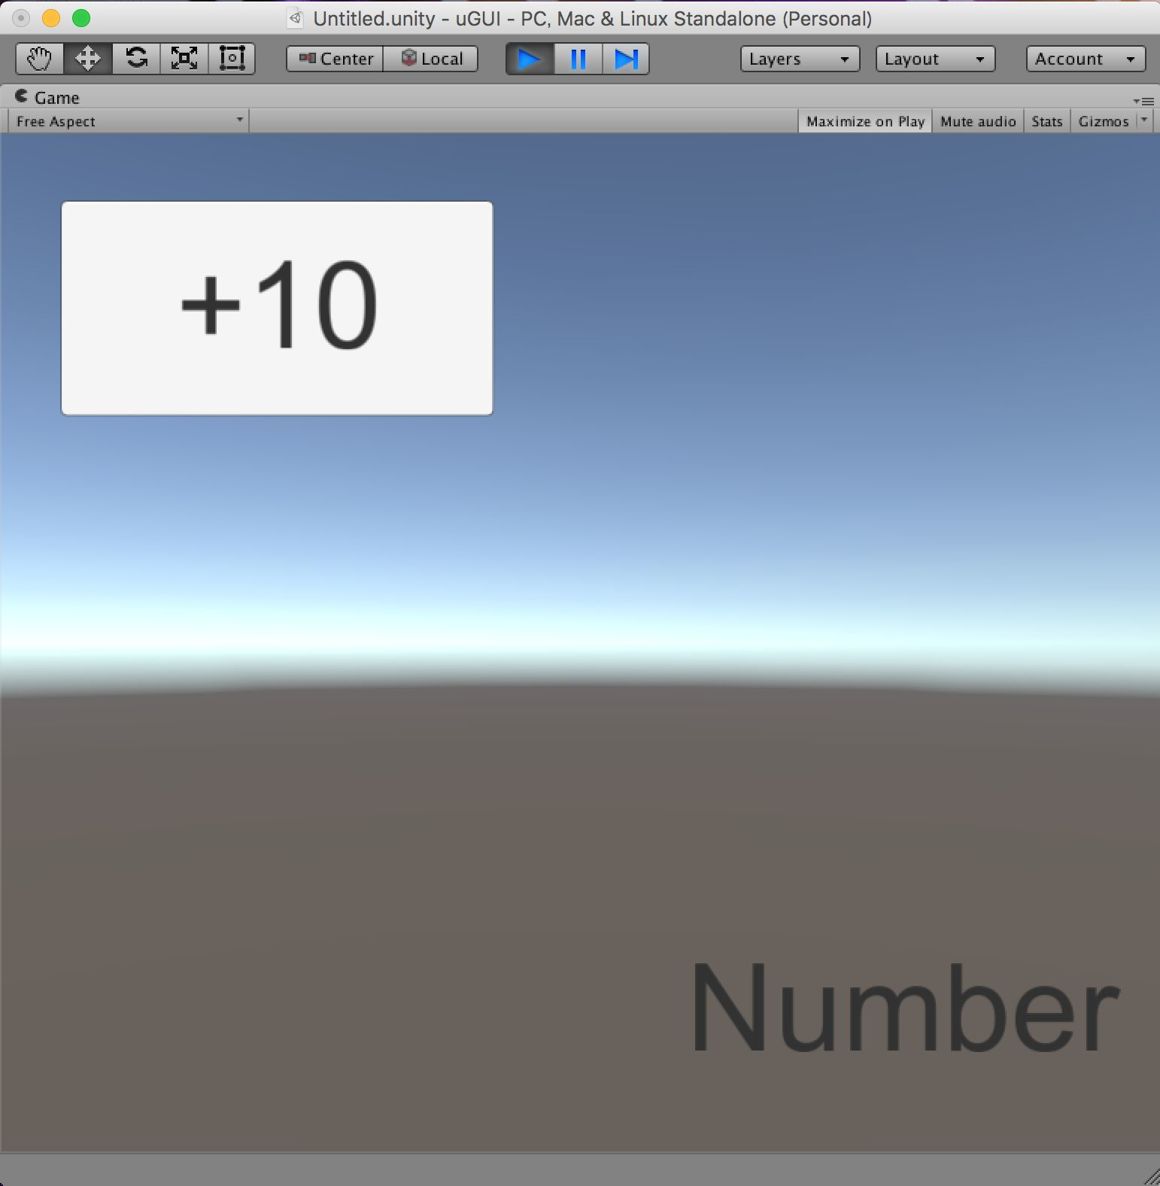 Untitled.unity - uGUI - PC, Mac & Linux Standalone (Personal)
Center Local Layers Layout Account
Game
Free Aspect Maximize on Play Mute audio Stats Gizmos
+10
Number